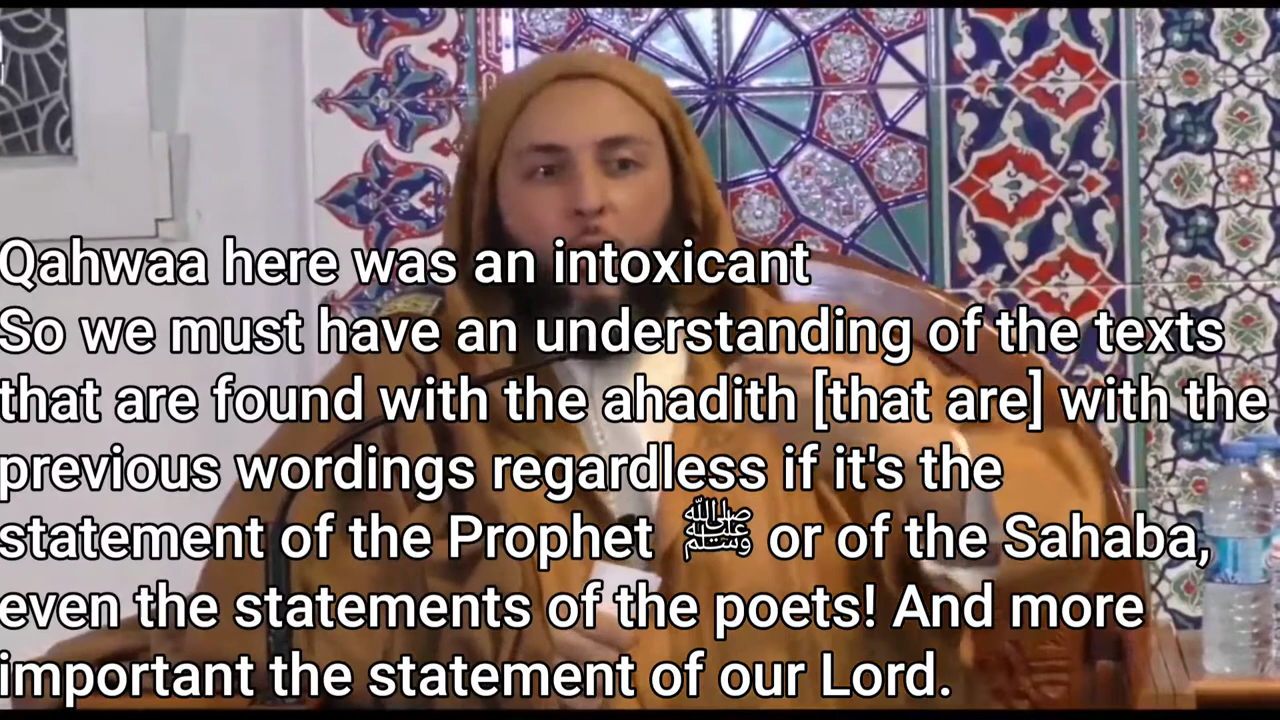 Qahwaa here was an intoxicant
So we must have an understanding of the texts
that are found with the ahadith [that are] with the
previous wordings regardless if it's the
statement of the Prophet ﷺ or of the Sahaba,
even the statements of the poets! And more
important the statement of our Lord.